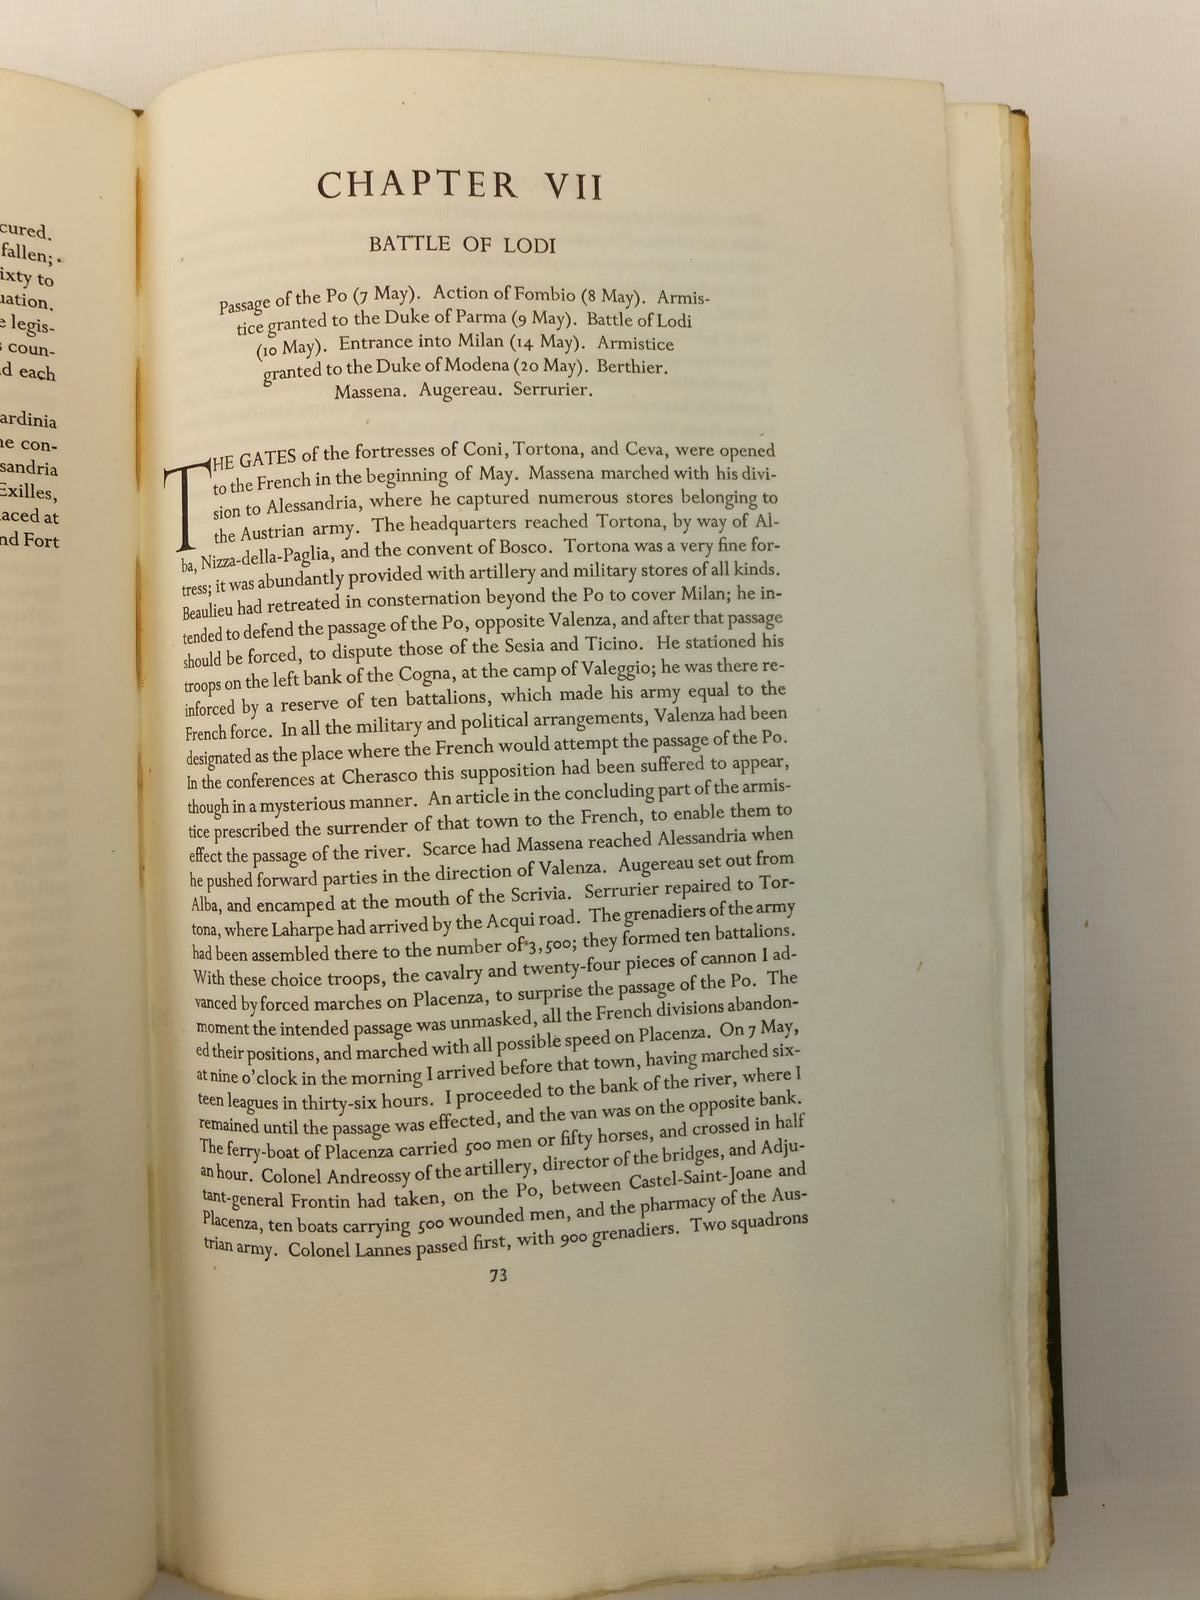 cured.
fallen;
ixty to
uation.
e legis-
s coun-
d each
ardinia
ne con-
sandria
Exilles,
laced at
nd Fort
CHAPTER VII
BATTLE OF LODI
Passage of the Po (7 May). Action of Fombio (8 May). Armis-
tice granted to the Duke of Parma (9 May). Battle of Lodi
(10 May). Entrance into Milan (14 May). Armistice
granted to the Duke of Modena (20 May). Berthier.
Massena. Augereau. Serrurier.
THE GATES of the fortresses of Coni, Tortona, and Ceva, were opened
to the French in the beginning of May. Massena marched with his divi-
sion to Alessandria, where he captured numerous stores belonging to
the Austrian army. The headquarters reached Tortona, by way of Al-
ba, Nizza-della-Paglia, and the convent of Bosco. Tortona was a very fine for-
tress; it was abundantly provided with artillery and military stores of all kinds.
Beaulieu had retreated in consternation beyond the Po to cover Milan; he in-
tended to defend the passage of the Po, opposite Valenza, and after that passage
should be forced, to dispute those of the Sesia and Ticino. He stationed his
troops on the left bank of the Cogna, at the camp of Valeggio; he was there re-
inforced by a reserve of ten battalions, which made his army equal to the
French force. In all the military and political arrangements, Valenza had been
designated as the place where the French would attempt the passage of the Po.
In the conferences at Cherasco this supposition had been suffered to appear,
though in a mysterious manner. An article in the concluding part of the armis-
tice prescribed the surrender of that town to the French, to enable them to
effect the passage of the river. Scarce had Massena reached Alessandria when
he pushed forward parties in the direction of Valenza. Augereau set out from
Alba, and encamped at the mouth of the Scrivia. Serrurier repaired to Tor-
tona, where Laharpe had arrived by the Acqui road. The grenadiers of the army
had been assembled there to the number of 3,500; they formed ten battalions.
With these choice troops, the cavalry and twenty-four pieces of cannon I ad-
vanced by forced marches on Placenza, to surprise the passage of the Po. The
moment the intended passage was unmasked, all the French divisions abandon-
ed their positions, and marched with all possible speed on Placenza. On 7 May,
at nine o'clock in the morning I arrived before that town, having marched six-
teen leagues in thirty-six hours. I proceeded to the bank of the river, where I
remained until the passage was effected, and the van was on the opposite bank.
The ferry-boat of Placenza carried 500 men or fifty horses, and crossed in half
an hour. Colonel Andreossy of the artillery, director of the bridges, and Adju-
tant-general Frontin had taken, on the Po, between Castel-Saint-Joane and
Placenza, ten boats carrying 500 wounded men, and the pharmacy of the Aus-
trian army. Colonel Lannes passed first, with 900 grenadiers. Two squadrons
73